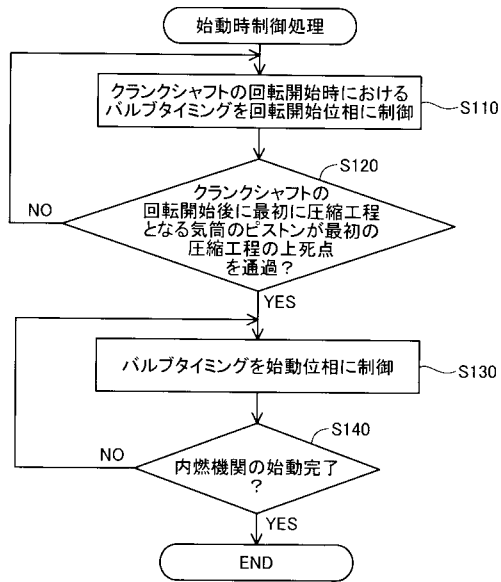 始動時制御処理
クランクシャフトの回転開始時における
バルブタイミングを回転開始位相に制御
S110
S120
クランクシャフトの
回転開始後に最初に圧縮工程
となる気筒のピストンが最初の
圧縮工程の上死点
を通過？
NO
YES
バルブタイミングを始動位相に制御
S130
S140
内燃機関の始動完了
？
NO
YES
END